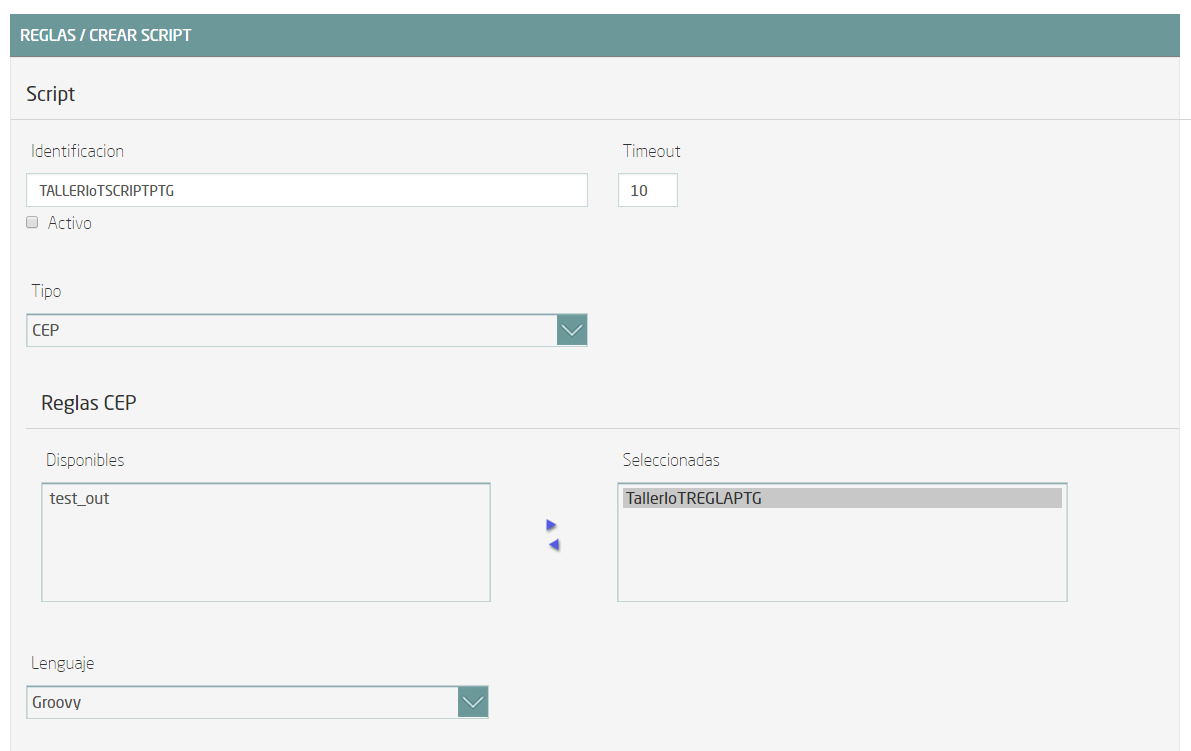 REGLAS / CREAR SCRIPT
Script
Identificacion
Timeout
TALLERIoTSCRIPTPTG
10
Activo
Tipo
CEP
Reglas CEP
Disponibles
Seleccionadas
test_out
TallerIoTREGLAPTG
Lenguaje
Groovy